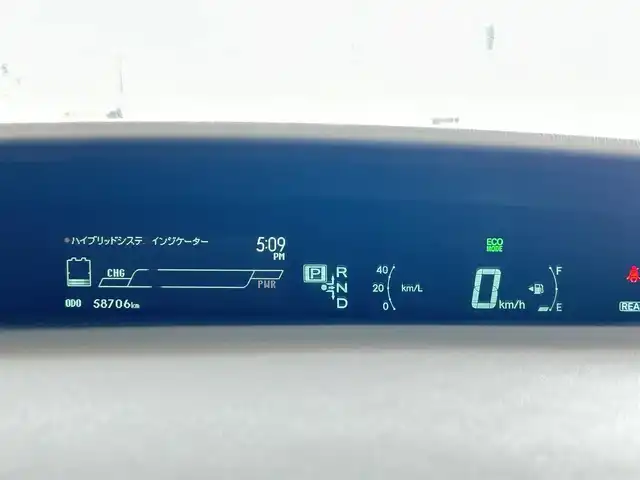 ハイブリッドシステ インジケーター
5:09
PM
CHG
PWR
ODO 58706km
P
R
N
D
40
20
0
km/L
ECO
MODE
0 km/h
F
E
REA